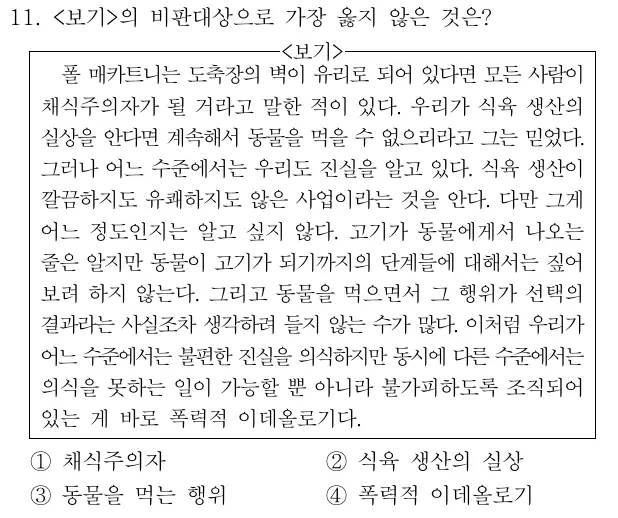 11. <보기>의 비판대상으로 가장 옳지 않은 것은?
<보기>
폴 매카트니는 도축장의 벽이 유리로 되어 있다면 모든 사람이
채식주의자가 될 거라고 말한 적이 있다. 우리가 식육 생산의
실상을 안다면 계속해서 동물을 먹을 수 없으리라고 그는 믿었다.
그러나 어느 수준에서는 우리도 진실을 알고 있다. 식육 생산이
깔끔하지도 유쾌하지도 않은 사업이라는 것을 안다. 다만 그게
어느 정도인지는 알고 싶지 않다. 고기가 동물에게서 나오는
줄은 알지만 동물이 고기가 되기까지의 단계들에 대해서는 짚어
보려 하지 않는다. 그리고 동물을 먹으면서 그 행위가 선택의
결과라는 사실조차 생각하려 들지 않는 수가 많다. 이처럼 우리가
어느 수준에서는 불편한 진실을 의식하지만 동시에 다른 수준에서는
의식을 못하는 일이 가능할 뿐 아니라 불가피하도록 조직되어
있는 게 바로 폭력적 이데올로기다.
① 채식주의자 ② 식육 생산의 실상
③ 동물을 먹는 행위 ④ 폭력적 이데올로기